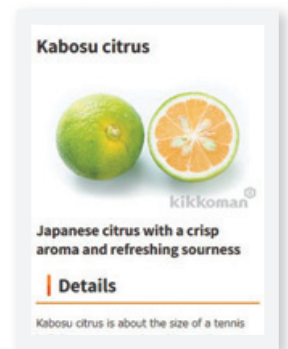 Kabosu citrus
kikkoman
Japanese citrus with a crisp
aroma and refreshing sourness
Details
Kabosu citrus is about the size of a tennis